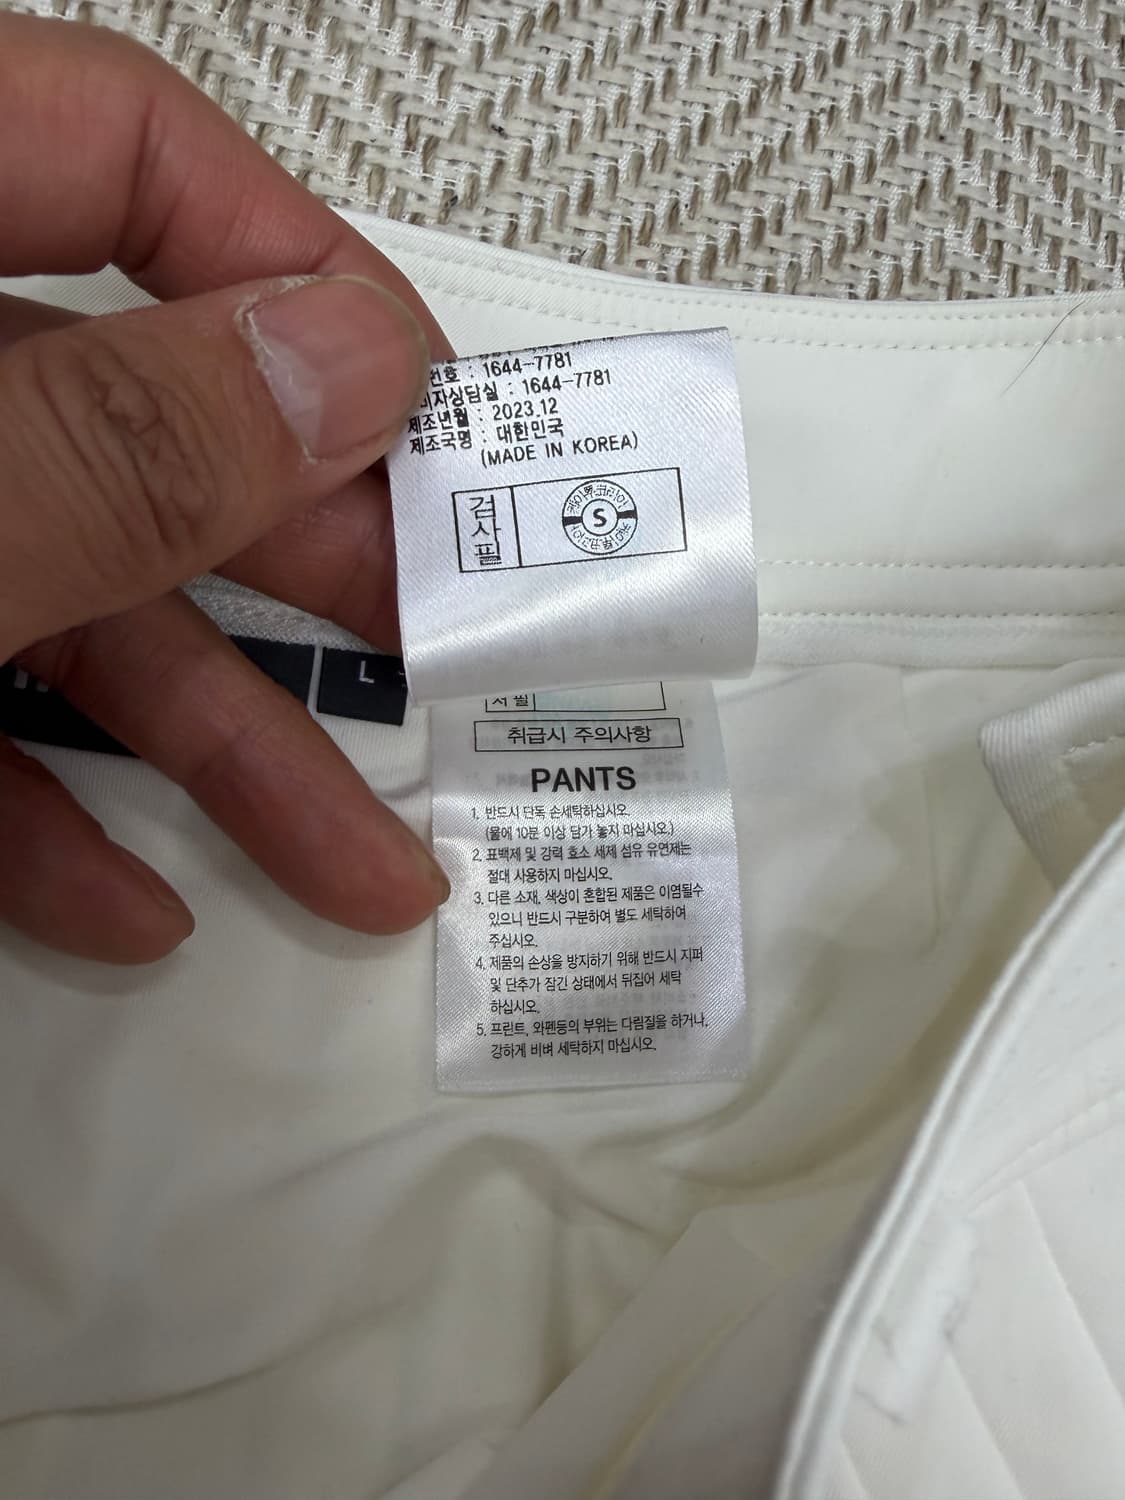 번호 : 1644-7781
비자상담실 : 1644-7781
제조년월 : 2023.12
제조국명 : 대한민국
(MADE IN KOREA)
검사필
S
L
취급시 주의사항
PANTS
1. 반드시 단독 손세탁하십시오.
(물에 10분 이상 담가 놓지 마십시오.)
2. 표백제 및 강력 효소 세제 섬유 유연제는
절대 사용하지 마십시오.
3. 다른 소재, 색상이 혼합된 제품은 이염될수
있으니 반드시 구분하여 별도 세탁하여
주십시오.
4. 제품의 손상을 방지하기 위해 반드시 지퍼
및 단추가 잠긴 상태에서 뒤집어 세탁
하십시오.
5. 프린트, 와펜등의 부위는 다림질을 하거나,
강하게 비벼 세탁하지 마십시오.